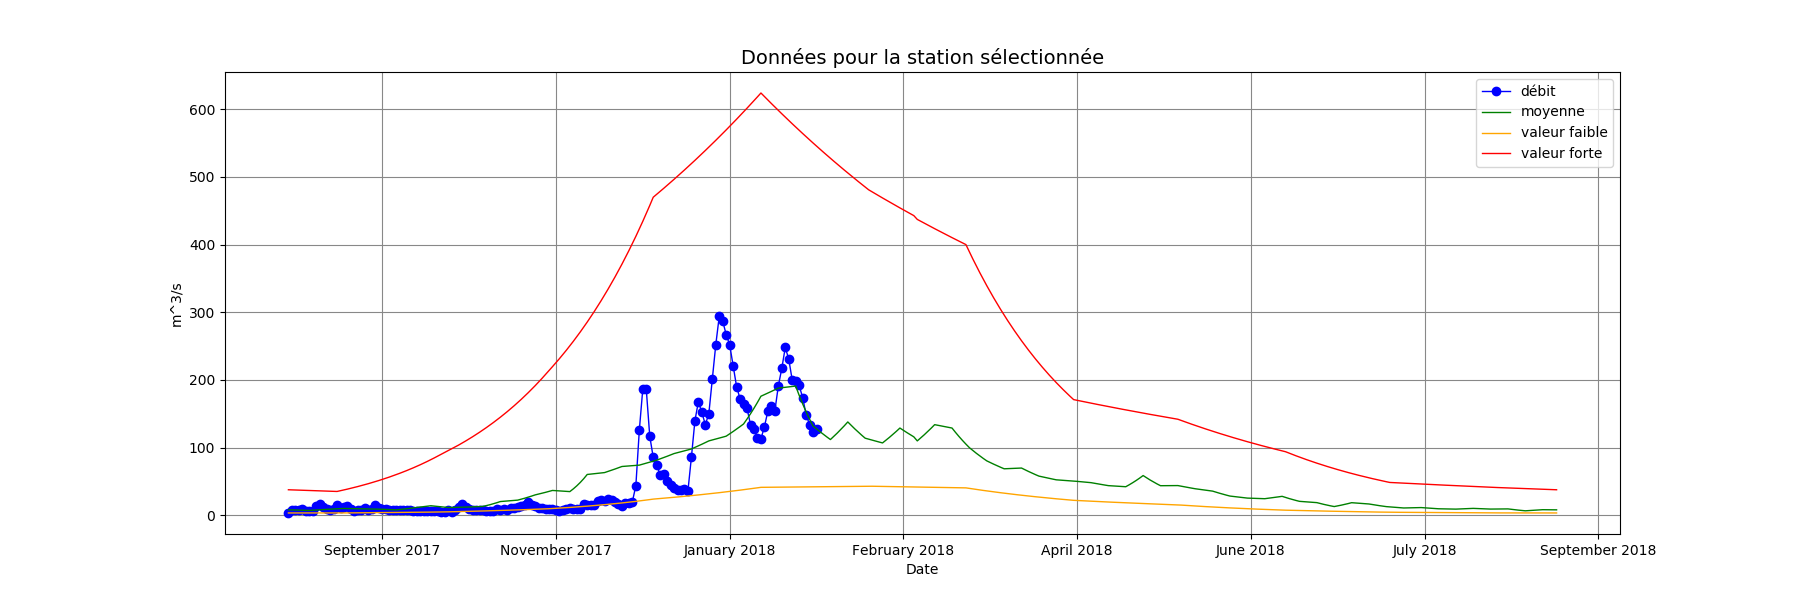 Données pour la station sélectionnée
débit
moyenne
valeur faible
valeur forte
600
500
400
300
200
100
0
m^3/s
September 2017 November 2017 January 2018 February 2018 April 2018 June 2018 July 2018 September 2018
Date